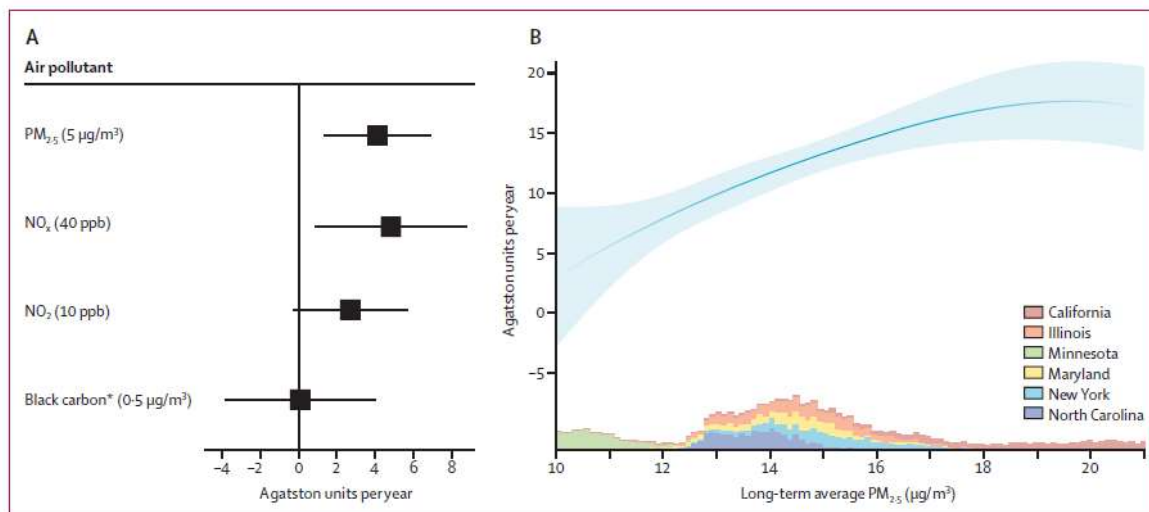 A
Air pollutant
PM2·5 (5 μg/m³)
NOx (40 ppb)
NO2 (10 ppb)
Black carbon* (0·5 μg/m³)
–4 –2 0 2 4 6 8
Agatston units per year
B
20
15
10
5
0
–5
Agatston units per year
California
Illinois
Minnesota
Maryland
New York
North Carolina
10 12 14 16 18 20
Long-term average PM2·5 (μg/m³)